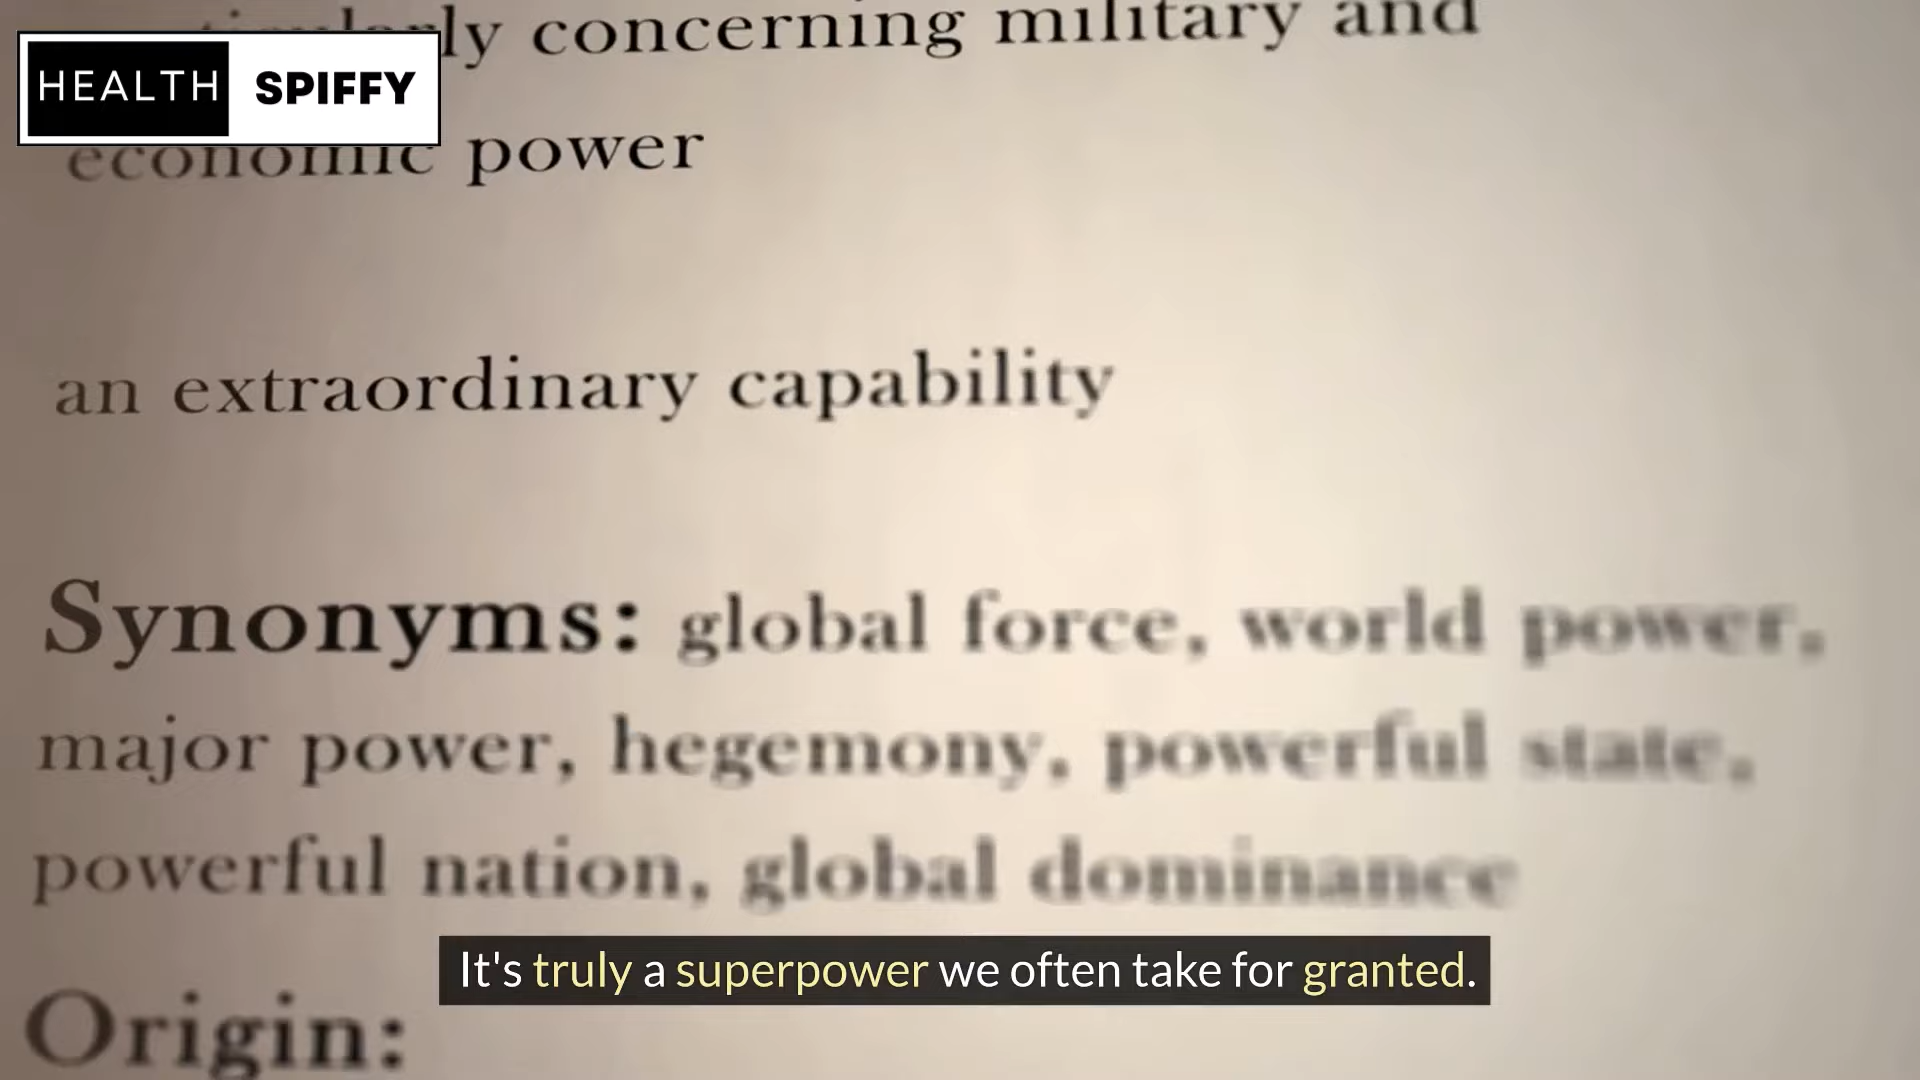 ly concerning military and
HEALTH SPIFFY
economic power
an extraordinary capability
Synonyms: global force, world power,
major power, hegemony, powerful state,
powerful nation, global dominance
It's truly a superpower we often take for granted.
Origin: